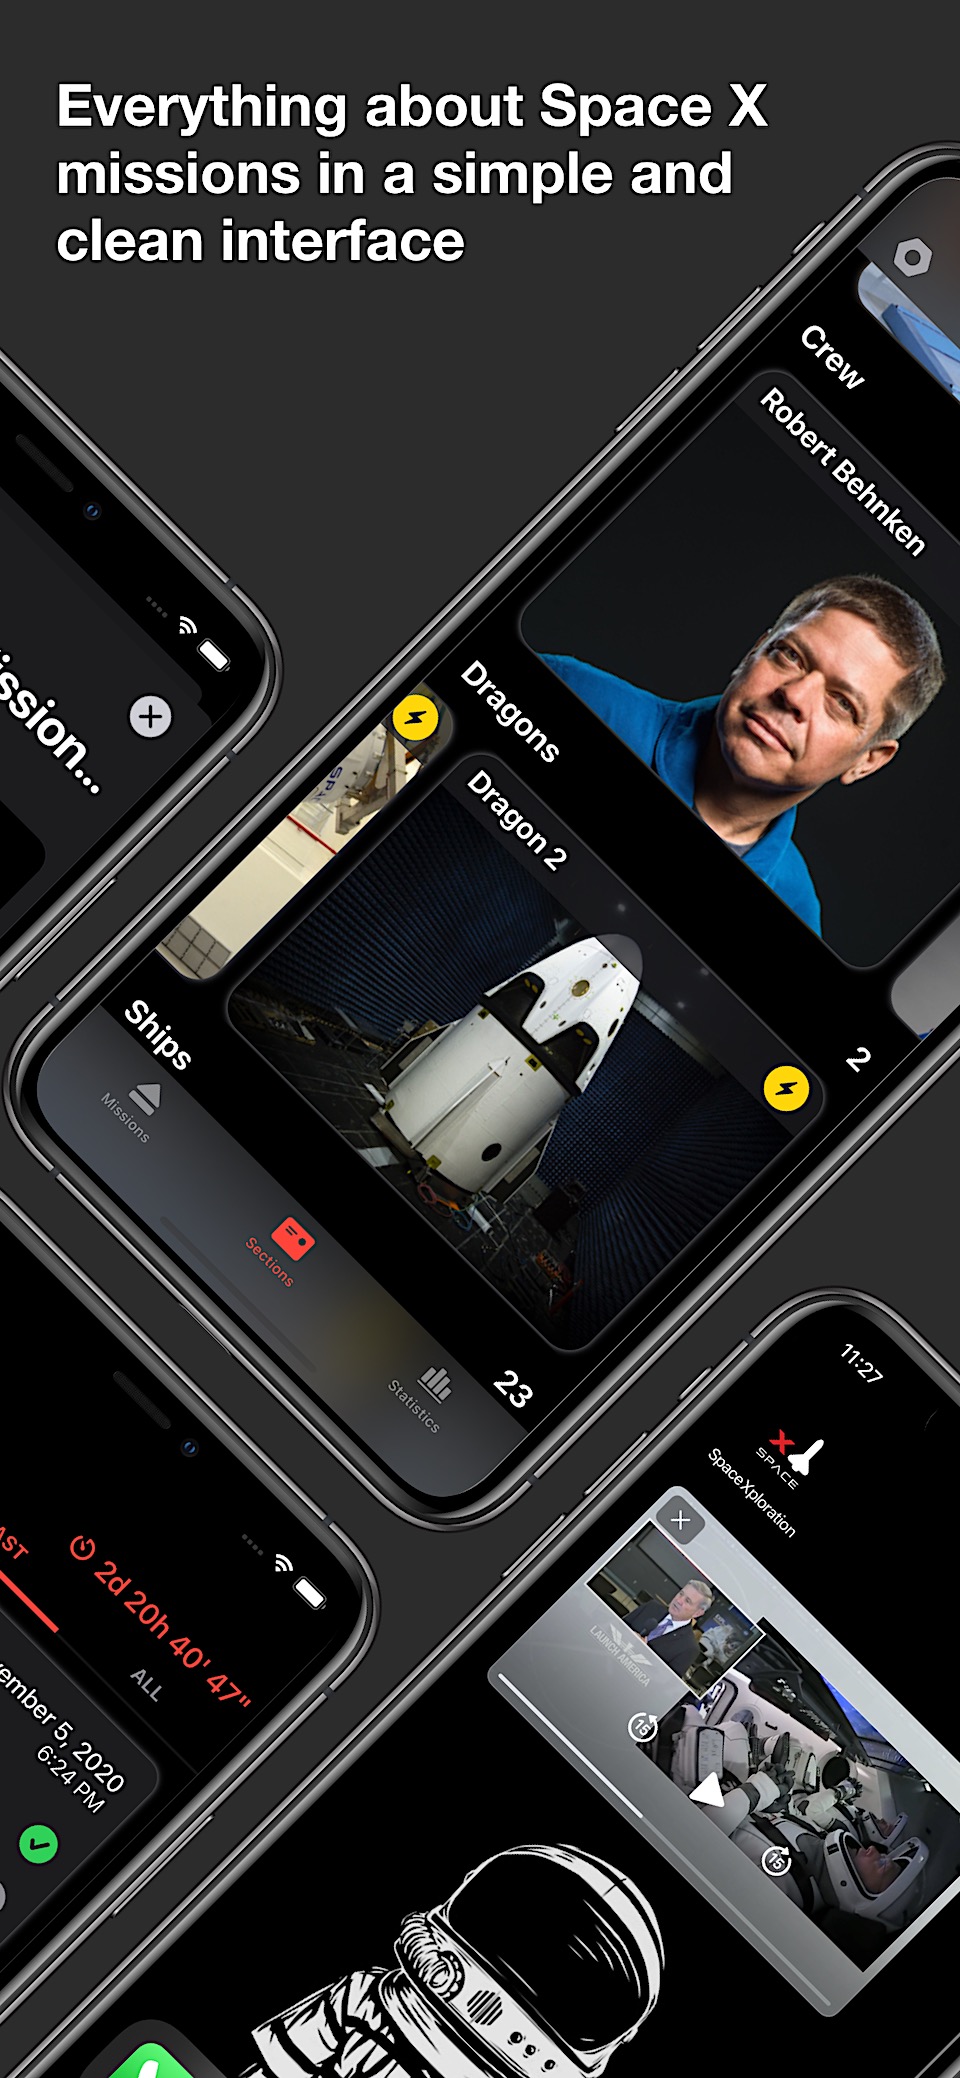 Everything about Space X
missions in a simple and
clean interface
Crew
Robert Behnken
Dragons
Dragon 2
2
Ships
23
Missions
Sections
Statistics
ission...
AST
2d 20h 40' 47"
ALL
vember 5, 2020
6:24 PM
11:27
X
SPACE
SpaceXploration
LAUNCH AMERICA
15
15